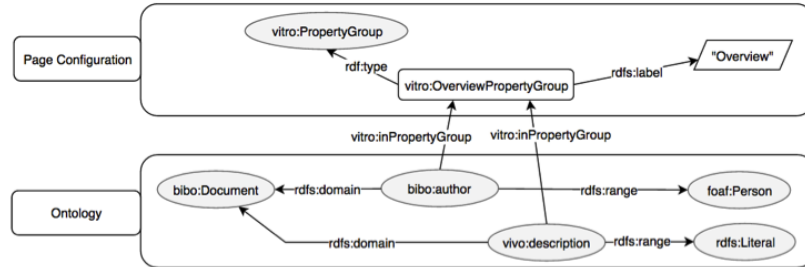 vitro:PropertyGroup
Page Configuration
rdf:type
"Overview"
rdfs:label
vitro:OverviewPropertyGroup
vitro:inPropertyGroup
vitro:inPropertyGroup
bibo:Document
rdfs:domain
bibo:author
rdfs:range
foaf:Person
Ontology
rdfs:domain
vivo:description
rdfs:range
rdfs:Literal